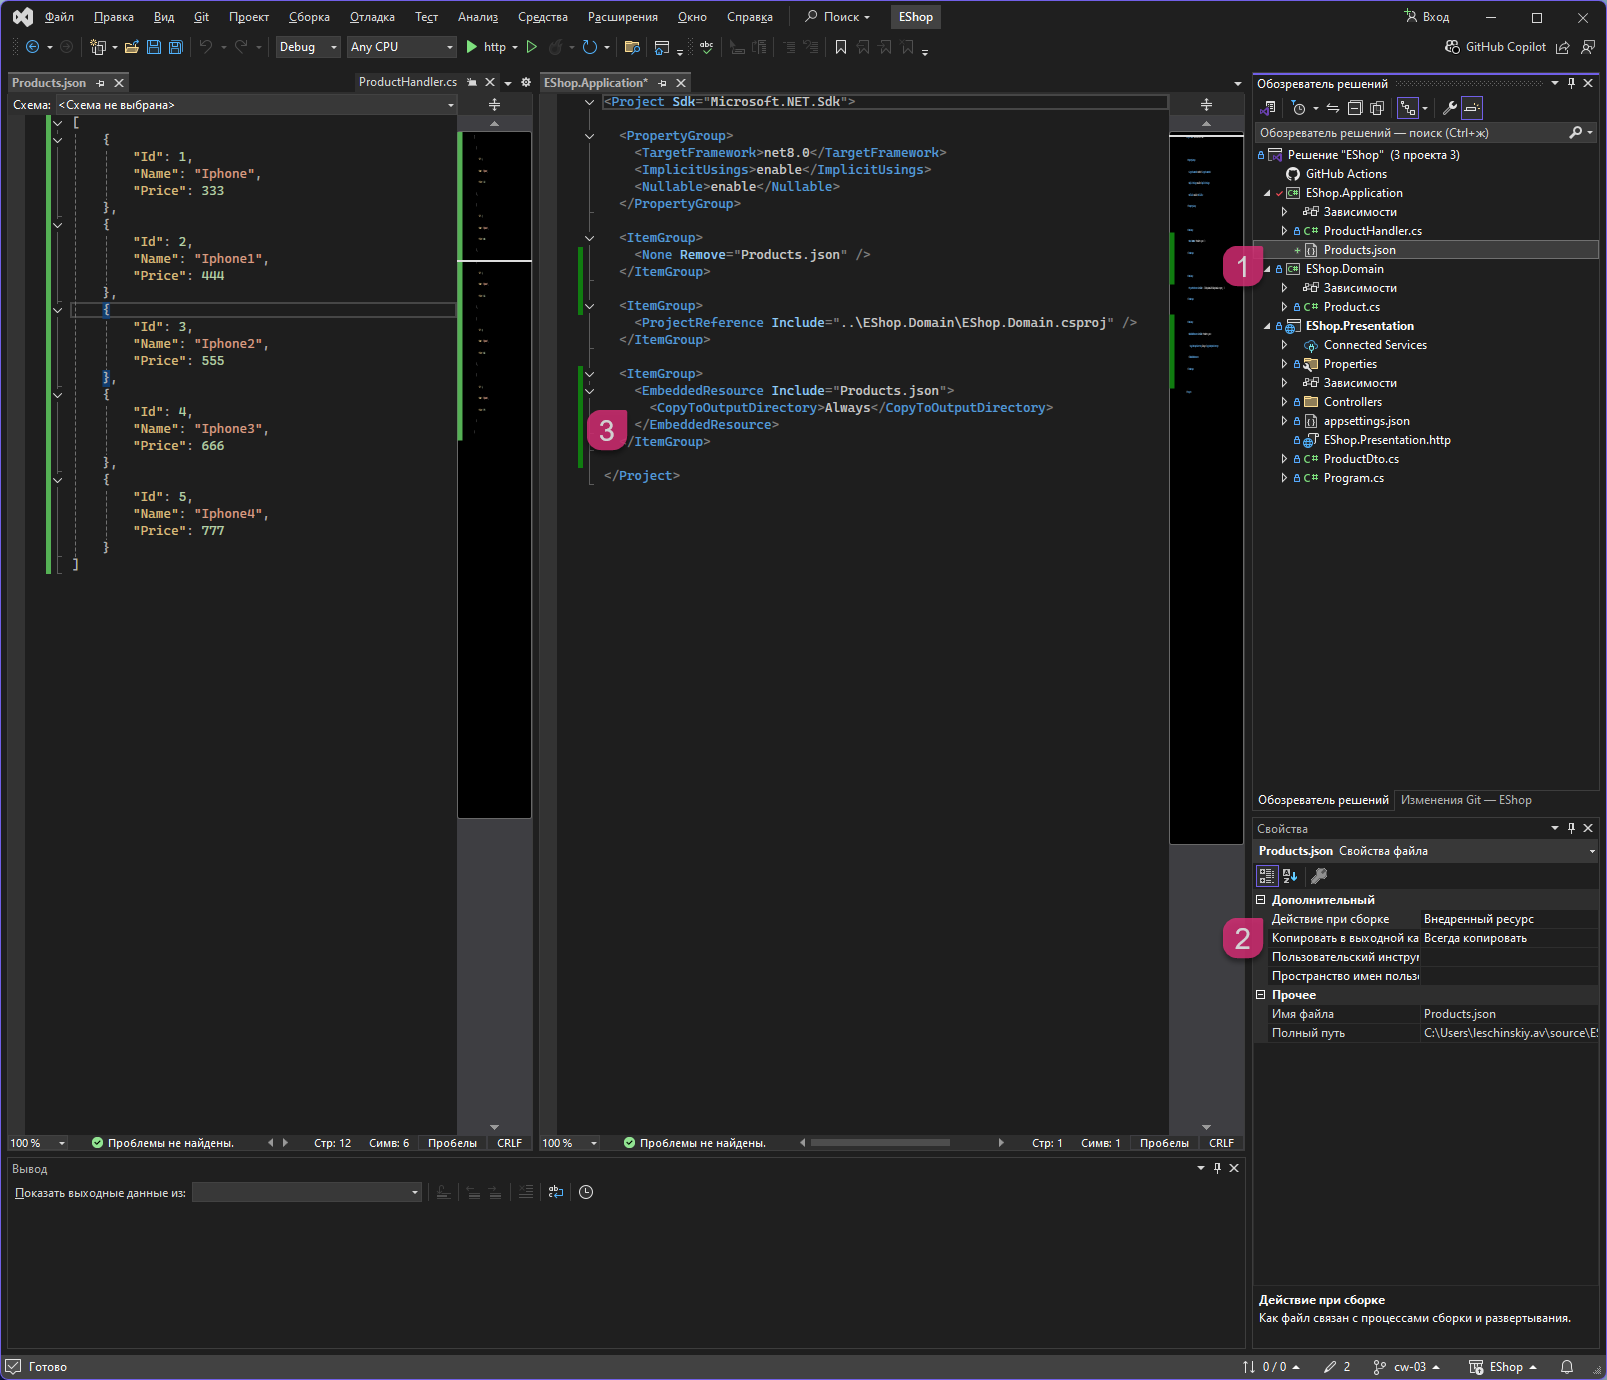 Файл Правка Вид Git Проект Сборка Отладка Тест Анализ Средства Расширения Окно Справка Поиск EShop Вход
Debug Any CPU http GitHub Copilot
Products.json ProductHandler.cs
Схема: <Схема не выбрана>
[
{
"Id": 1,
"Name": "Iphone",
"Price": 333
},
{
"Id": 2,
"Name": "Iphone1",
"Price": 444
},
{
"Id": 3,
"Name": "Iphone2",
"Price": 555
},
{
"Id": 4,
"Name": "Iphone3",
"Price": 666
},
{
"Id": 5,
"Name": "Iphone4",
"Price": 777
}
]
100 % Проблемы не найдены. Стр: 12 Симв: 6 Пробелы CRLF
EShop.Application*
<Project Sdk="Microsoft.NET.Sdk">
<PropertyGroup>
<TargetFramework>net8.0</TargetFramework>
<ImplicitUsings>enable</ImplicitUsings>
<Nullable>enable</Nullable>
</PropertyGroup>
<ItemGroup>
<None Remove="Products.json" />
</ItemGroup>
<ItemGroup>
<ProjectReference Include="..\EShop.Domain\EShop.Domain.csproj" />
</ItemGroup>
<ItemGroup>
<EmbeddedResource Include="Products.json">
<CopyToOutputDirectory>Always</CopyToOutputDirectory>
</EmbeddedResource>
3
/ItemGroup>
</Project>
100 % Проблемы не найдены. Стр: 1 Симв: 1 Пробелы CRLF
Обозреватель решений
Обозреватель решений — поиск (Ctrl+ж)
Решение "EShop" (3 проекта 3)
GitHub Actions
EShop.Application
Зависимости
C# ProductHandler.cs
Products.json
1
EShop.Domain
Зависимости
C# Product.cs
EShop.Presentation
Connected Services
Properties
Зависимости
Controllers
appsettings.json
EShop.Presentation.http
C# ProductDto.cs
C# Program.cs
Обозреватель решений Изменения Git — EShop
Свойства
Products.json Свойства файла
Дополнительный
Действие при сборке Внедренный ресурс
2
Копировать в выходной ка Всегда копировать
Пользовательский инстру
Пространство имен польз
Прочее
Имя файла Products.json
Полный путь C:\Users\leschinskiy.av\source\ES
Действие при сборке
Как файл связан с процессами сборки и развертывания.
Вывод
Показать выходные данные из:
Готово 0 / 0 2 cw-03 EShop